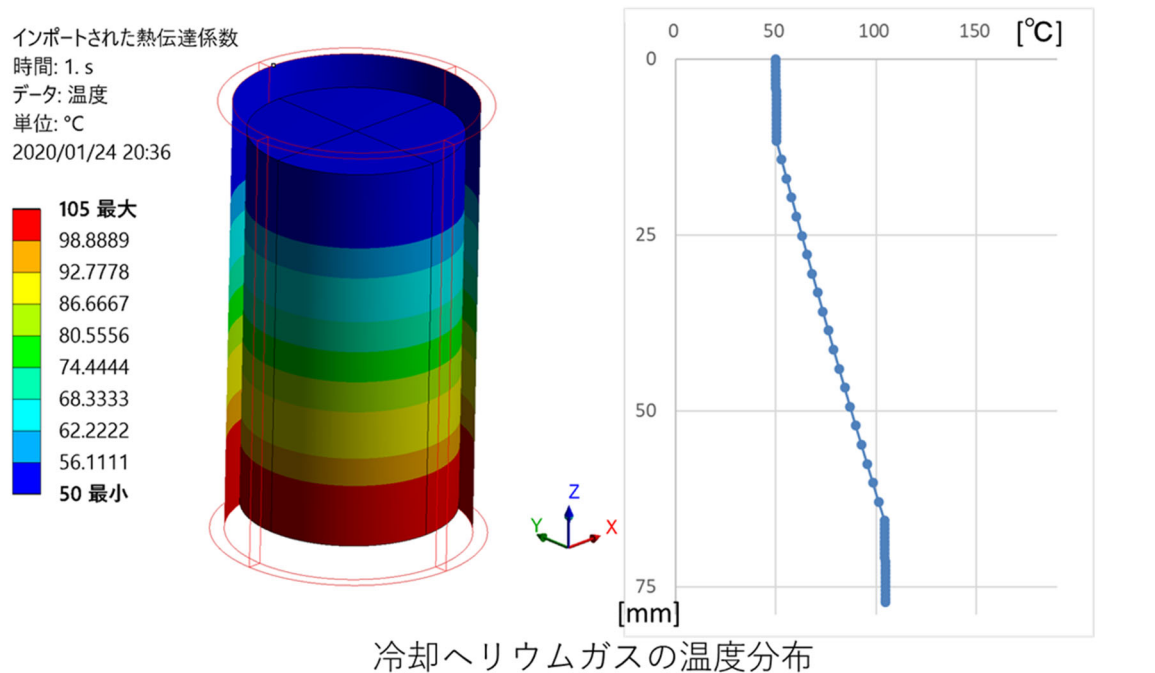 インポートされた熱伝達係数
時間: 1. s
データ: 温度
単位: °C
2020/01/24 20:36
105 最大
98.8889
92.7778
86.6667
80.5556
74.4444
68.3333
62.2222
56.1111
50 最小
Z
Y
X
0
50
100
150
[℃]
0
25
50
75
[mm]
冷却ヘリウムガスの温度分布